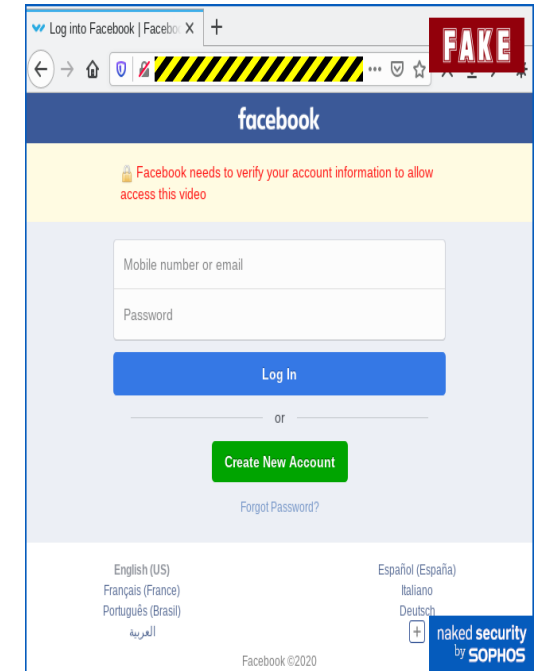 Log into Facebook | Faceboo
FAKE
facebook
Facebook needs to verify your account information to allow
access this video
Mobile number or email
Password
Log In
or
Create New Account
Forgot Password?
English (US)
Español (España)
Français (France)
Italiano
Português (Brasil)
Deutsch
العربية
naked security
by SOPHOS
Facebook ©2020